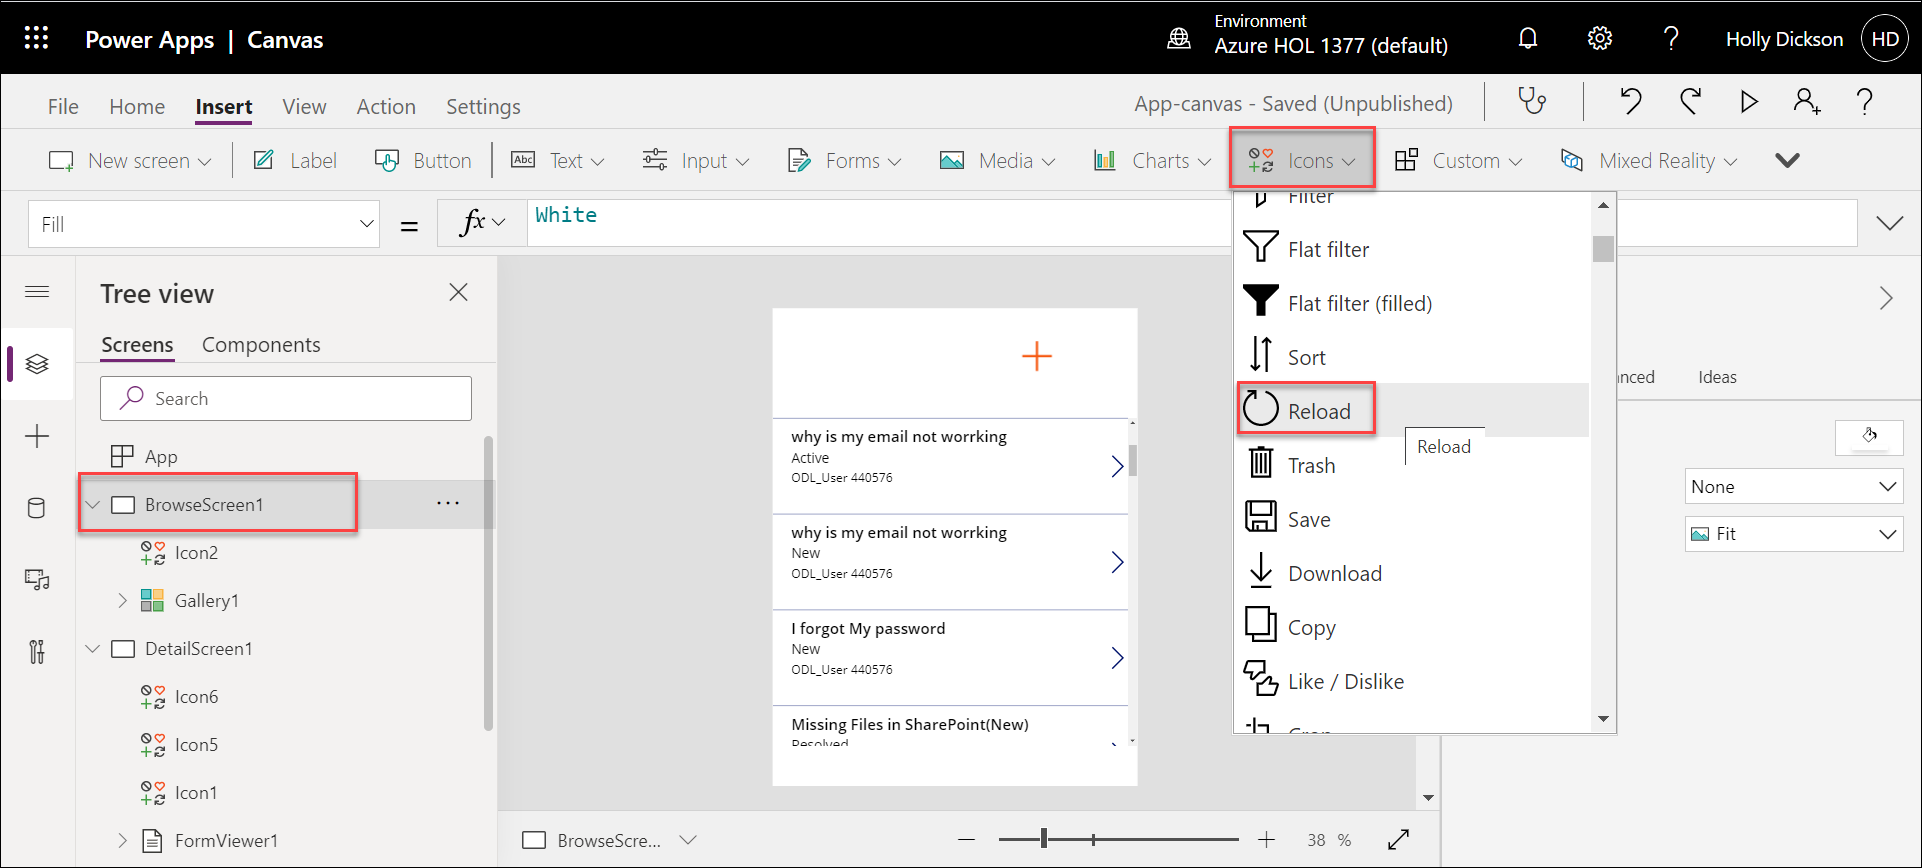 Power Apps | Canvas
Environment
Azure HOL 1377 (default)
?
Holly Dickson
HD
File Home Insert View Action Settings
App-canvas - Saved (Unpublished)
?
New screen Label Button Abc Text Input Forms Media Charts Icons Custom Mixed Reality
Fill
=
fx
White
Filter
Flat filter
Flat filter (filled)
Sort
Reload
Reload
Trash
Save
Download
Copy
Like / Dislike
Crop
Tree view
Screens Components
Search
App
BrowseScreen1
...
Icon2
Gallery1
DetailScreen1
Icon6
Icon5
Icon1
FormViewer1
why is my email not worrking
Active
ODL_User 440576
why is my email not worrking
New
ODL_User 440576
I forgot My password
New
ODL_User 440576
Missing Files in SharePoint(New)
Resolved
nced Ideas
None
Fit
BrowseScre...
38 %